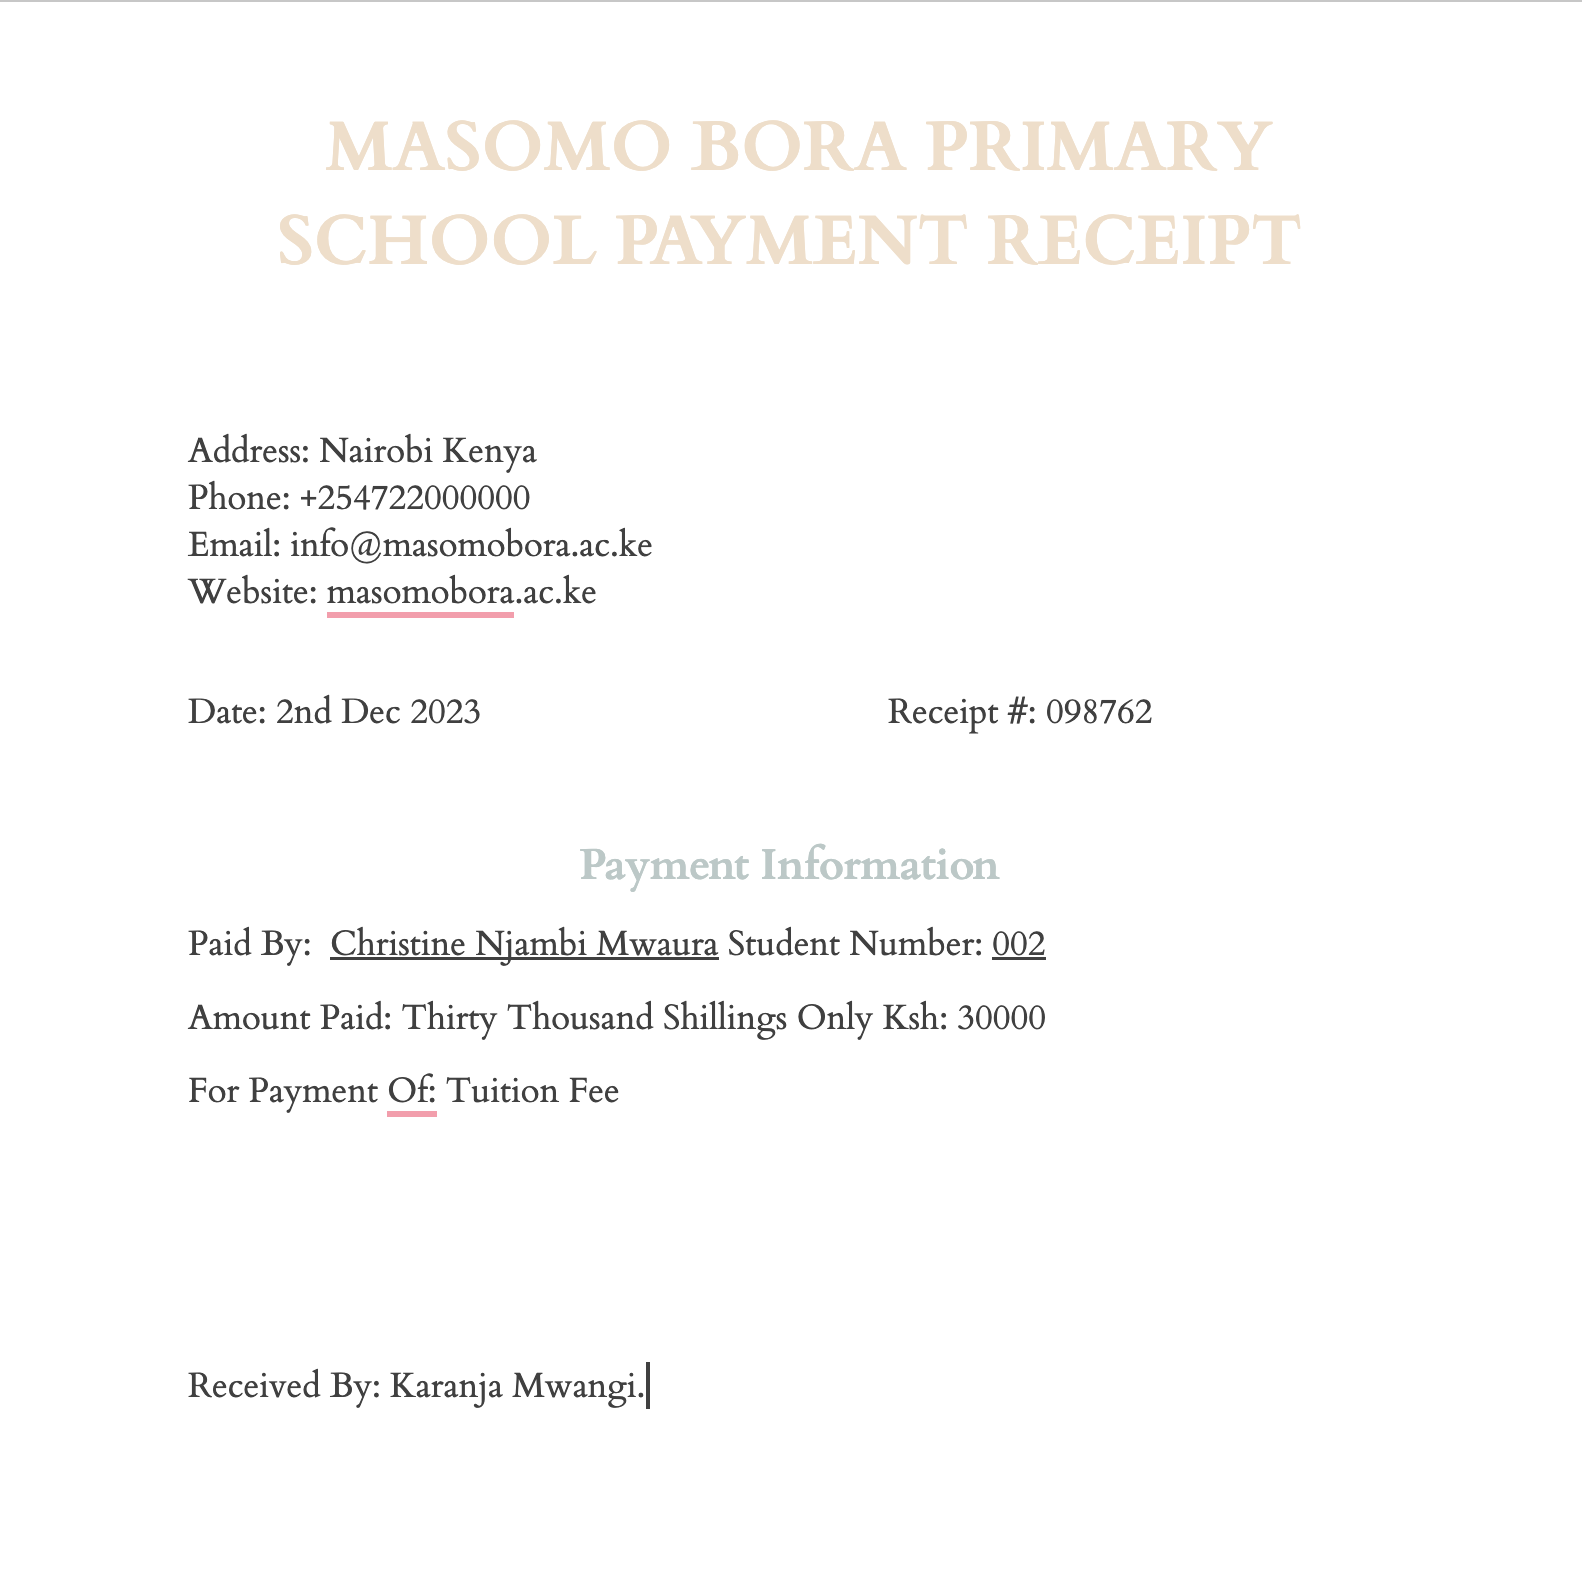 MASOMO BORA PRIMARY
SCHOOL PAYMENT RECEIPT
Address: Nairobi Kenya
Phone: +254722000000
Email: info@masomobora.ac.ke
Website: masomobora.ac.ke
Date: 2nd Dec 2023 Receipt #: 098762
Payment Information
Paid By: Christine Njambi Mwaura Student Number: 002
Amount Paid: Thirty Thousand Shillings Only Ksh: 30000
For Payment Of: Tuition Fee
Received By: Karanja Mwangi.